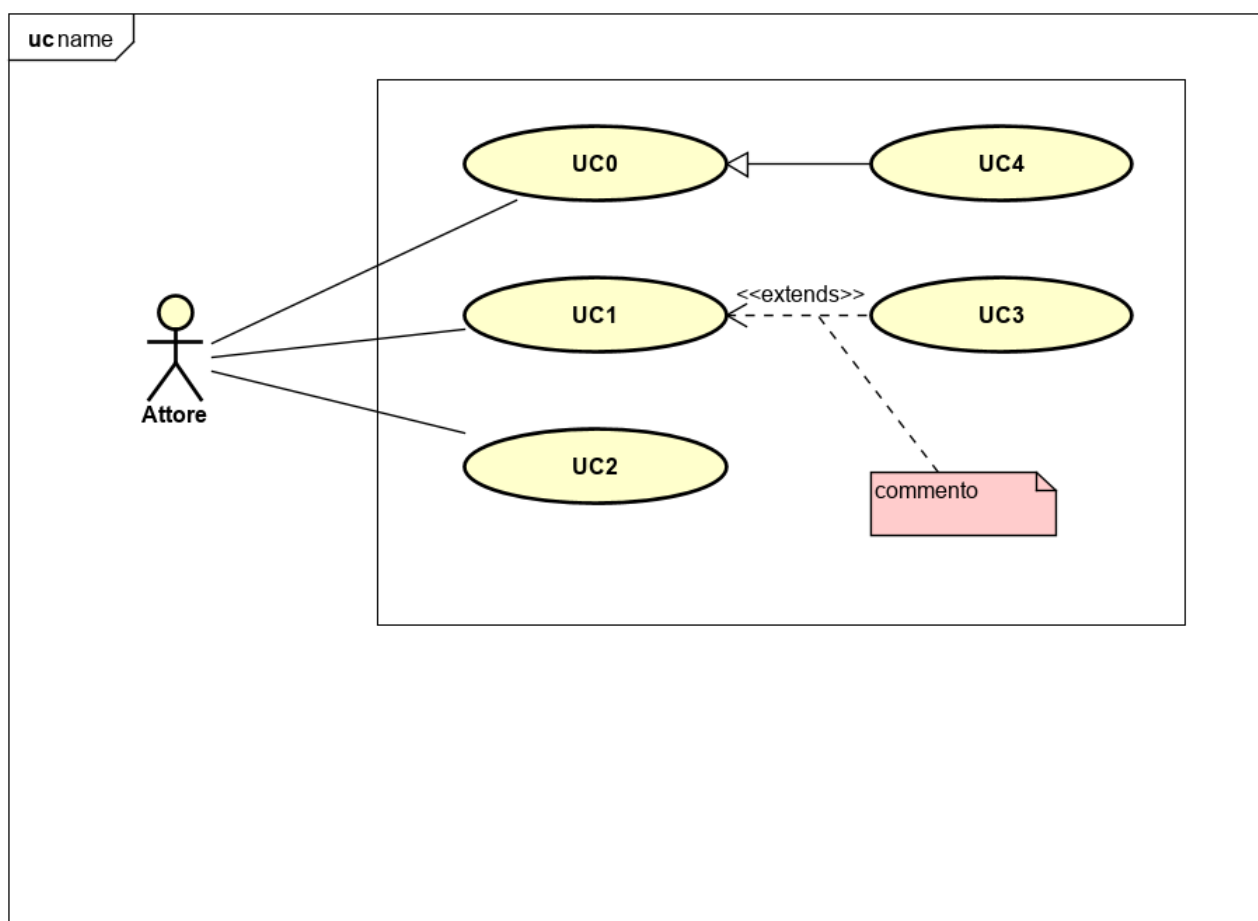 uc name
UC0
UC4
UC1
<<extends>>
UC3
Attore
UC2
commento